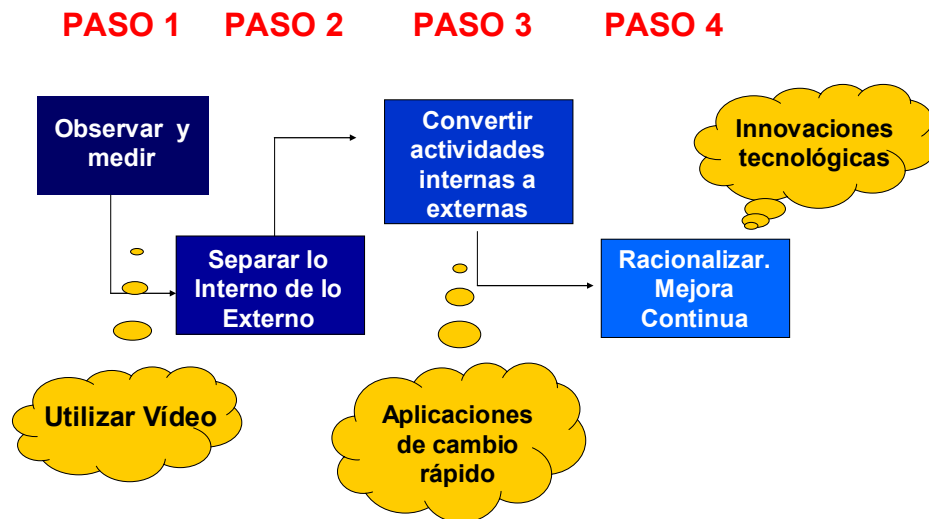 PASO 1 PASO 2 PASO 3 PASO 4
Observar y
medir
Separar lo
Interno de lo
Externo
Convertir
actividades
internas a
externas
Racionalizar.
Mejora
Continua
Innovaciones
tecnológicas
Utilizar Vídeo
Aplicaciones
de cambio
rápido